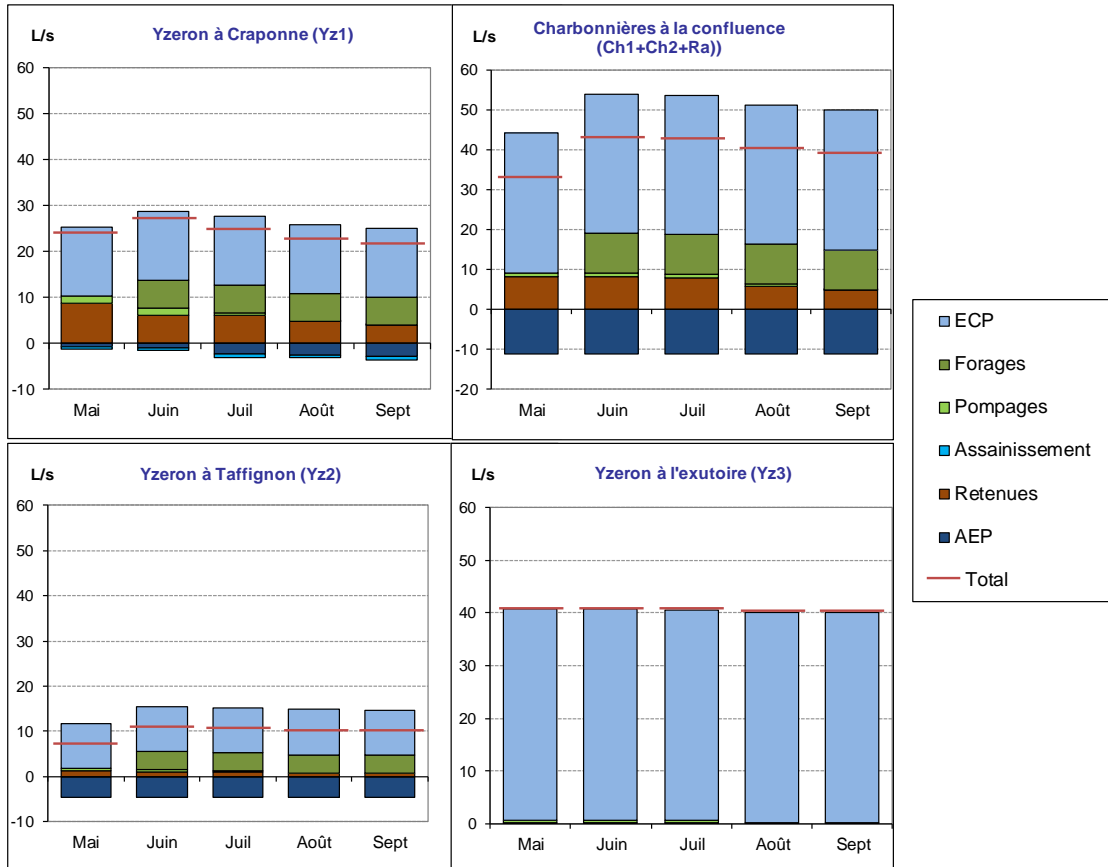 L/s
Yzeron à Craponne (Yz1)
60
50
40
30
20
10
0
-10
Mai Juin Juil Août Sept
L/s
Charbonnières à la confluence
(Ch1+Ch2+Ra))
60
50
40
30
20
10
0
-10
-20
Mai Juin Juil Août Sept
L/s
Yzeron à Taffignon (Yz2)
60
50
40
30
20
10
0
-10
Mai Juin Juil Août Sept
L/s
Yzeron à l'exutoire (Yz3)
60
50
40
30
20
10
0
Mai Juin Juil Août Sept
ECP
Forages
Pompages
Assainissement
Retenues
AEP
Total